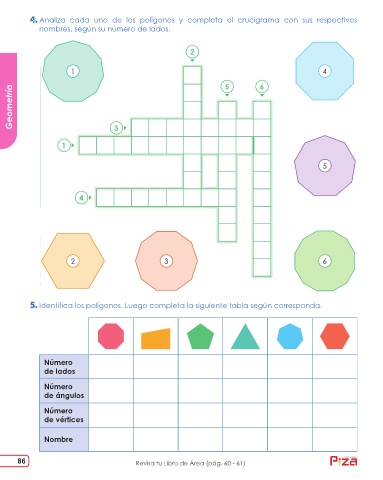 4. Analiza cada uno de los polígonos y completa el crucigrama con sus respectivos
nombres, según su número de lados.
Geometría
1
2
4
5
6
3
1
5
4
2
3
6
5. Identifica los polígonos. Luego completa la siguiente tabla según corresponda.
Número
de lados
Número
de ángulos
Número
de vértices
Nombre
86
Revisa tu Libro de Área (pág. 60 - 61)
P:zA